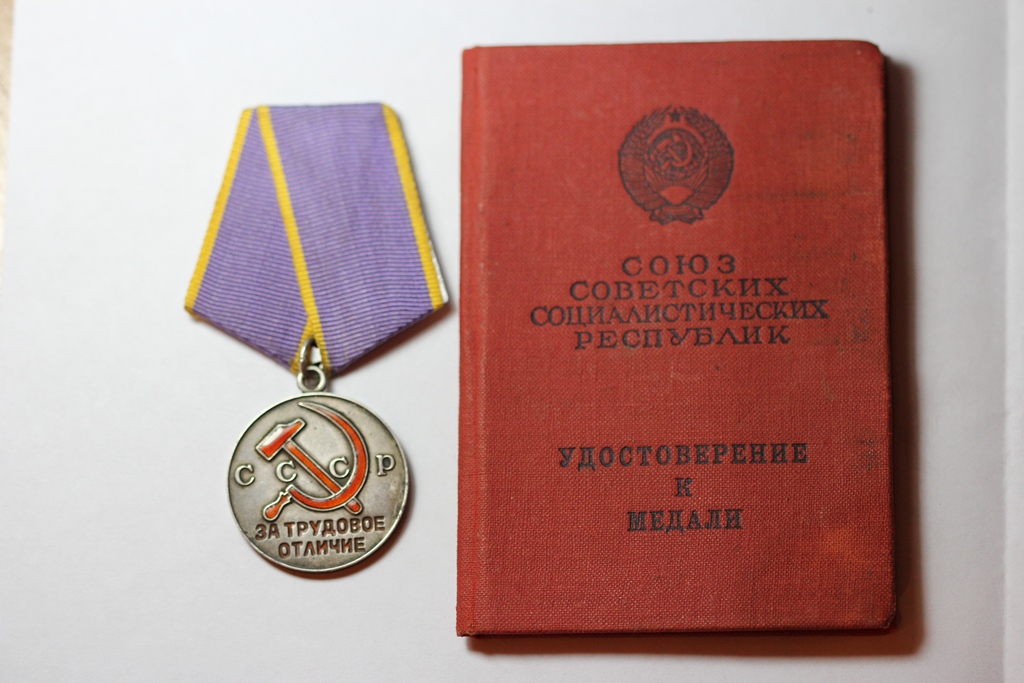 СССР
ЗА ТРУДОВОЕ
ОТЛИЧИЕ
СОЮЗ
СОВЕТСКИХ
СОЦИАЛИСТИЧЕСКИХ
РЕСПУБЛИК
УДОСТОВЕРЕНИЕ
К
МЕДАЛИ